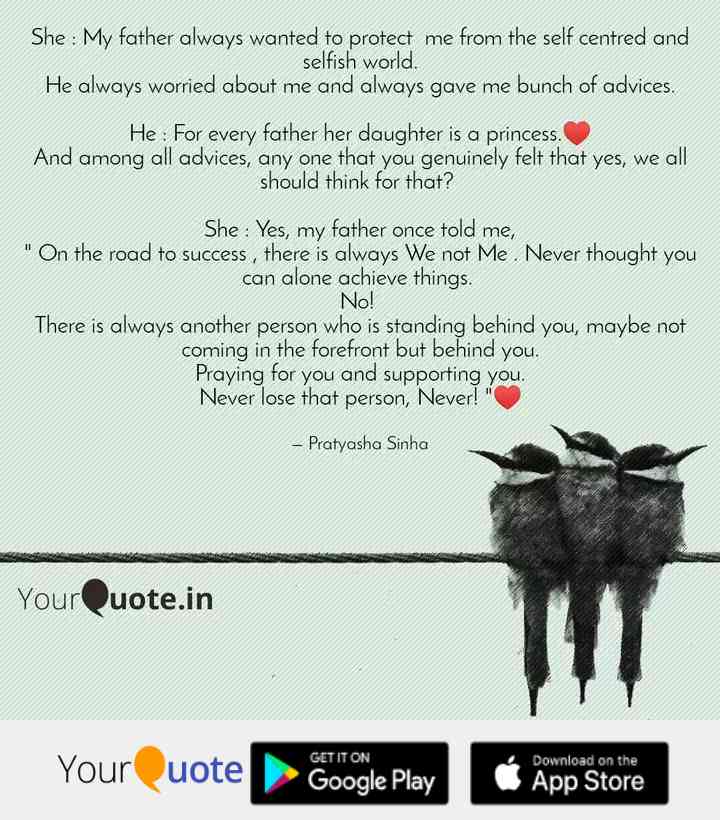 She : My father always wanted to protect me from the self centred and
selfish world.
He always worried about me and always gave me bunch of advices.
He : For every father her daughter is a princess.♥️
And among all advices, any one that you genuinely felt that yes, we all
should think for that?
She : Yes, my father once told me,
" On the road to success , there is always We not Me . Never thought you
can alone achieve things.
No!
There is always another person who is standing behind you, maybe not
coming in the forefront but behind you.
Praying for you and supporting you.
Never lose that person, Never! "♥️
– Pratyasha Sinha
YourQuote.in
YourQuote
GET IT ON
Google Play
Download on the
App Store